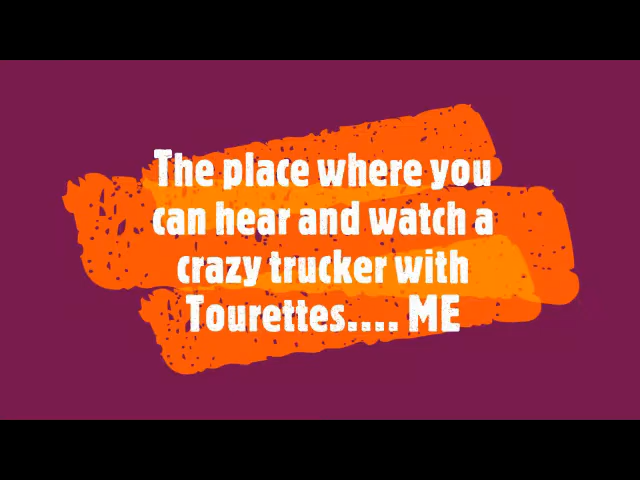 The place where you
can hear and watch a
crazy trucker with
Tourettes.... ME